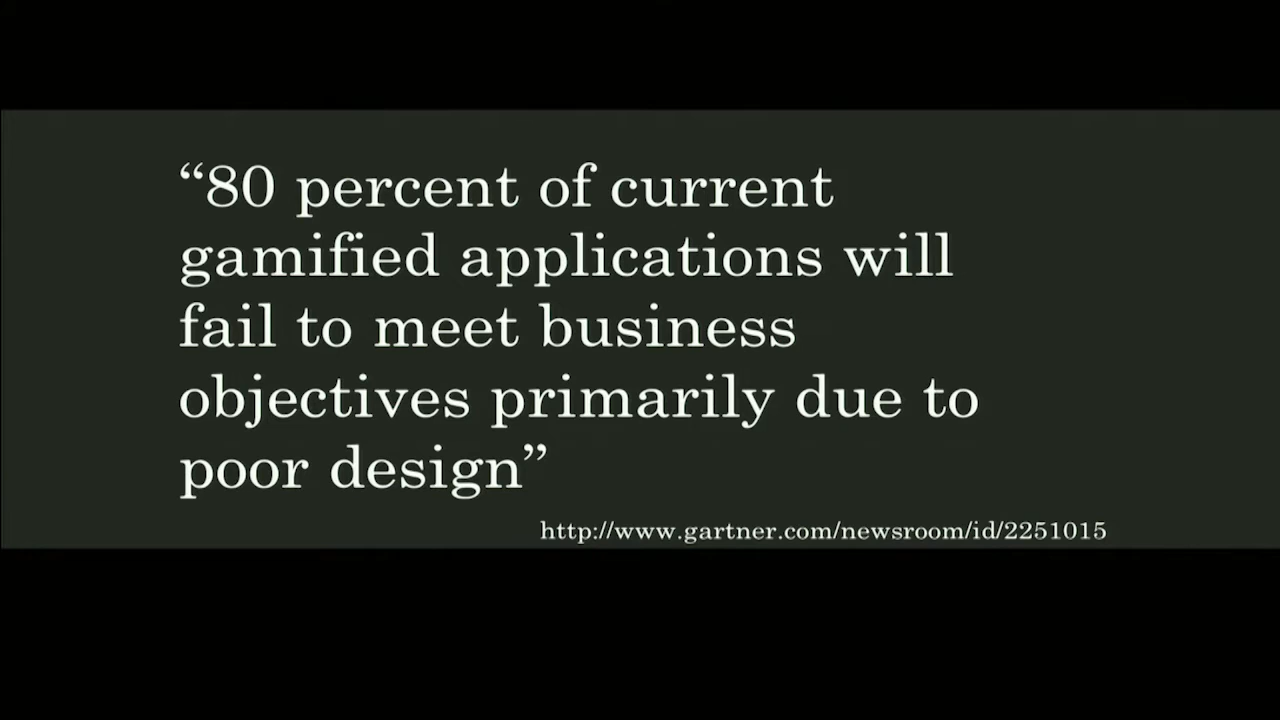 “80 percent of current
gamified applications will
fail to meet business
objectives primarily due to
poor design”
http://www.gartner.com/newsroom/id/2251015